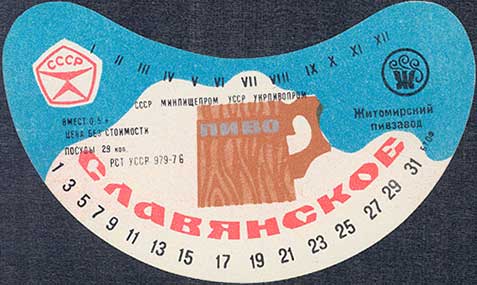 СССР
I II III IV V VI VII VIII IX X XI XII
СССР МИНПИЩЕПРОМ УССР УКРПИВОПРОМ
ВМЕСТ. 0,5 л
ЦЕНА БЕЗ СТОИМОСТИ
ПОСУДЫ 29 коп.
РСТ УССР 979-76
ПИВО
Ж
Житомирский
пивзавод
СЛАВЯНСКОЕ
1 3 5 7 9 11 13 15 17 19 21 23 25 27 29 31